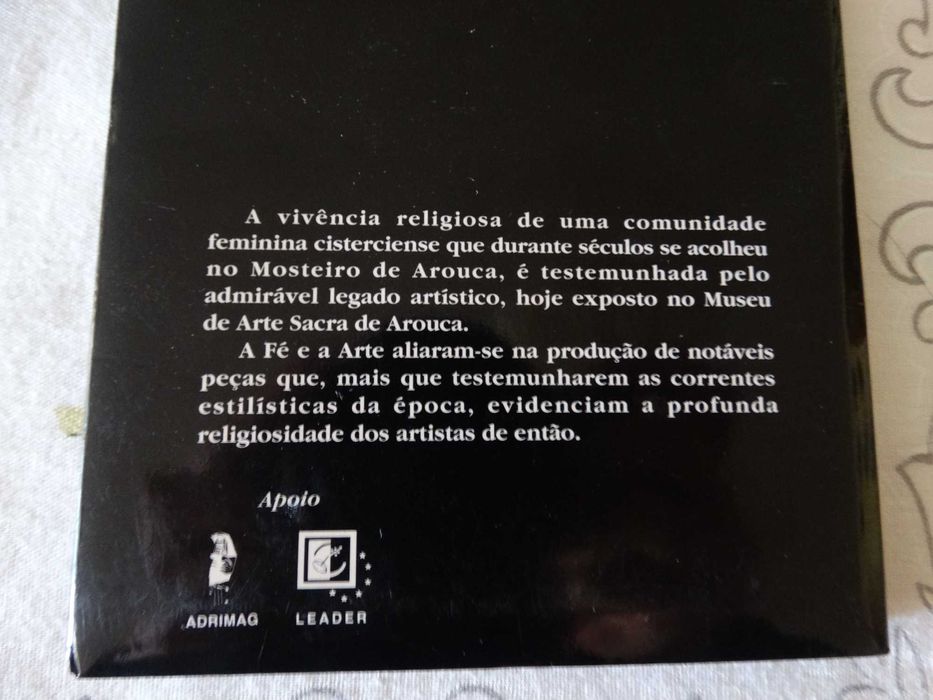 A vivência religiosa de uma comunidade
feminina cisterciense que durante séculos se acolheu
no Mosteiro de Arouca, é testemunhada pelo
admirável legado artístico, hoje exposto no Museu
de Arte Sacra de Arouca.
A Fé e a Arte aliaram-se na produção de notáveis
peças que, mais que testemunharem as correntes
estilísticas da época, evidenciam a profunda
religiosidade dos artistas de então.
Apoio
ADRIMAG LEADER